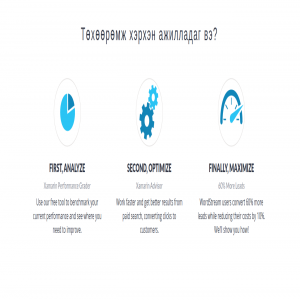 Төхөөрөмж хэрхэн ажилладаг вэ?
FIRST, ANALYZE
Xamarin Performance Grader
Use our free tool to benchmark your
current performance and see where you
need to improve.
SECOND, OPTIMIZE
Xamarin Advisor
Work faster and get better results from
paid search, converting clicks to
customers.
FINALLY, MAXIMIZE
60% More Leads
WordStream users convert 60% more
leads while reducing their costs by 10%.
We'll show you how!